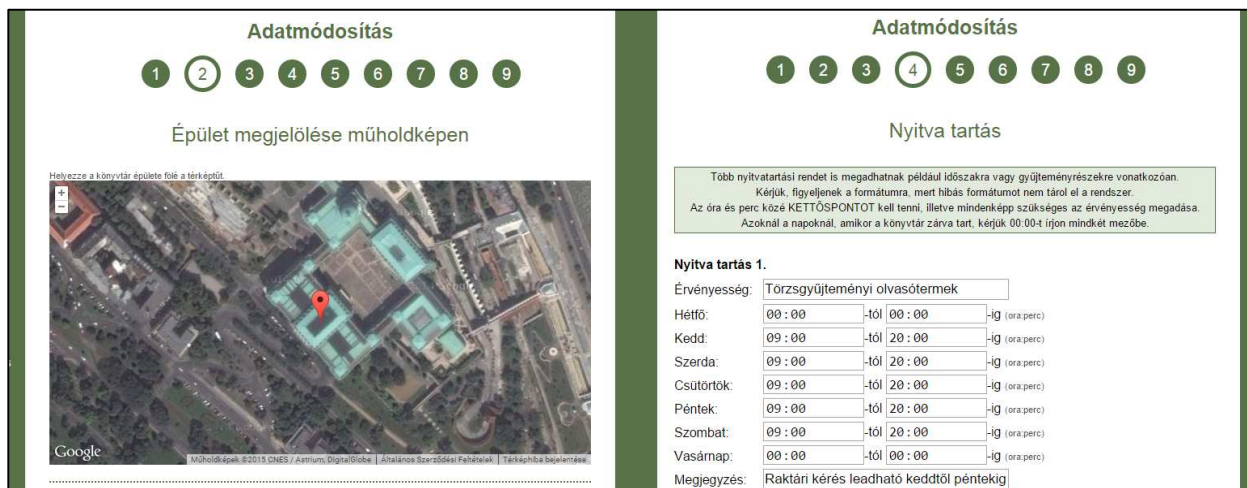 Adatmódosítás
1 2 3 4 5 6 7 8 9
Épület megjelölése műholdképen
Helyezze a könyvtár épülete fölé a térképtűt.
+
−
Google
Műholdképek ©2015 CNES / Astrium, DigitalGlobe | Általános Szerződési Feltételek | Térképhiba bejelentése
Adatmódosítás
1 2 3 4 5 6 7 8 9
Nyitva tartás
Több nyitvatartási rendet is megadhatnak például időszakra vagy gyűjteményrészekre vonatkozóan.
Kérjük, figyeljenek a formátumra, mert hibás formátumot nem tárol el a rendszer.
Az óra és perc közé KETTŐSPONTOT kell tenni, illetve mindenképp szükséges az érvényesség megadása.
Azoknál a napoknál, amikor a könyvtár zárva tart, kérjük 00:00-t írjon mindkét mezőbe.
Nyitva tartás 1.
Érvényesség: Törzsgyűjteményi olvasótermek
Hétfő: 00:00 -tól 00:00 -ig (ora:perc)
Kedd: 09:00 -tól 20:00 -ig (ora:perc)
Szerda: 09:00 -tól 20:00 -ig (ora:perc)
Csütörtök: 09:00 -tól 20:00 -ig (ora:perc)
Péntek: 09:00 -tól 20:00 -ig (ora:perc)
Szombat: 09:00 -tól 20:00 -ig (ora:perc)
Vasárnap: 00:00 -tól 00:00 -ig (ora:perc)
Megjegyzés: Raktári kérés leadható keddtől péntekig